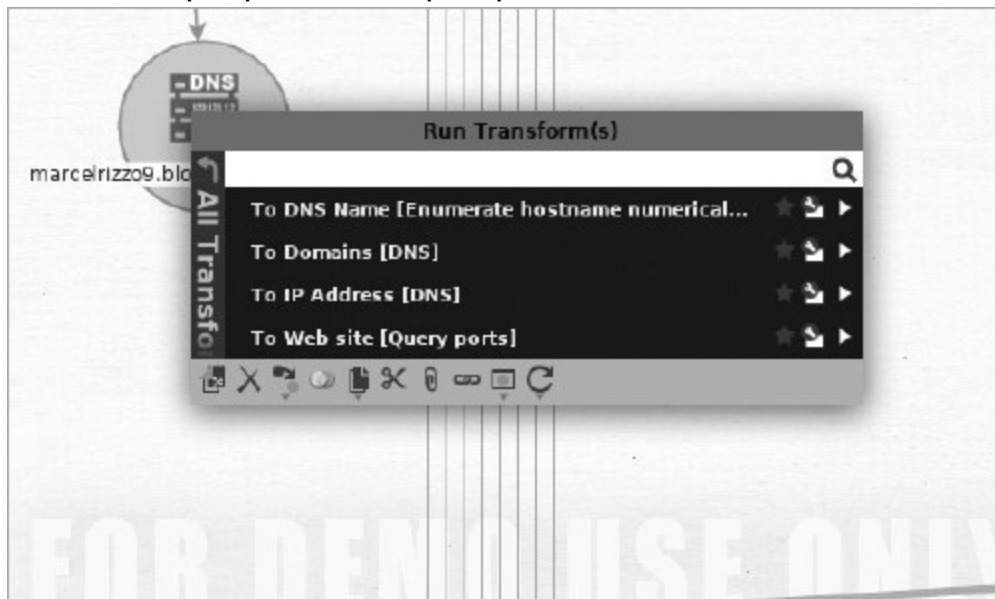 DNS
Run Transform(s)
marcelrizzo9.blo
All Transfo
To DNS Name [Enumerate hostname numerical...
To Domains [DNS]
To IP Address [DNS]
To Web site [Query ports]
FOR DEMO USE ONLY